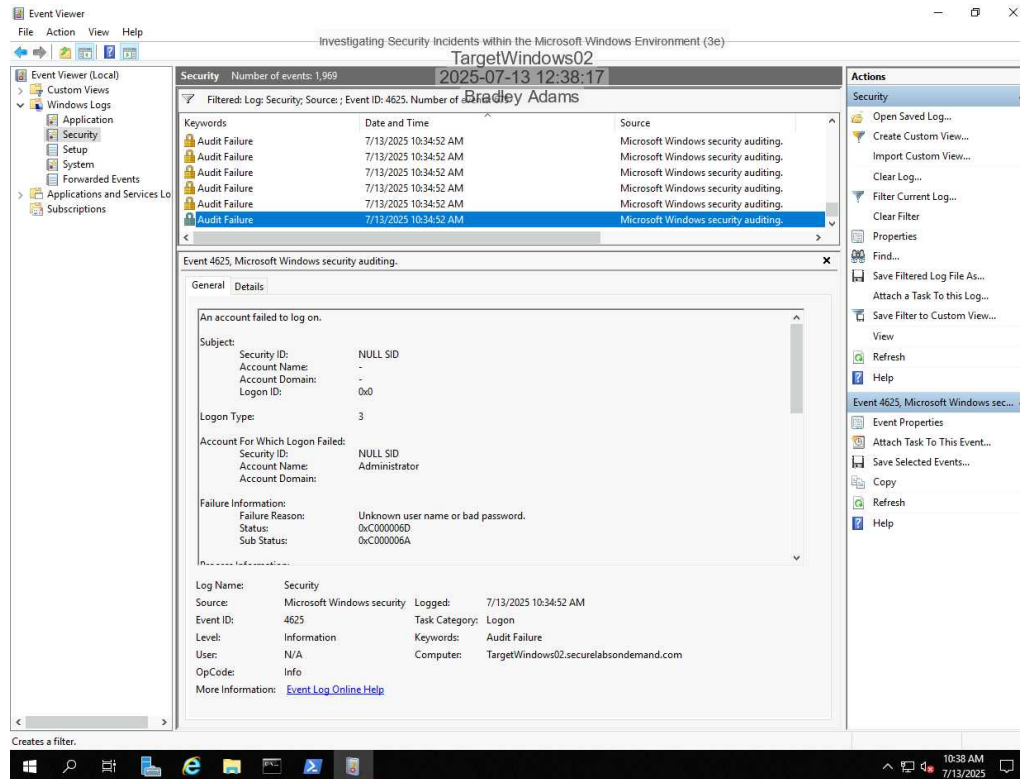 Event Viewer
File Action View Help
Investigating Security Incidents within the Microsoft Windows Environment (3e)
TargetWindows02
2025-07-13 12:38:17
Bradley Adams
Event Viewer (Local)
Custom Views
Windows Logs
Application
Security
Setup
System
Forwarded Events
Applications and Services Lo
Subscriptions
Security Number of events: 1,969
Filtered: Log: Security; Source: ; Event ID: 4625. Number of
Keywords Date and Time Source
Audit Failure 7/13/2025 10:34:52 AM Microsoft Windows security auditing.
Audit Failure 7/13/2025 10:34:52 AM Microsoft Windows security auditing.
Audit Failure 7/13/2025 10:34:52 AM Microsoft Windows security auditing.
Audit Failure 7/13/2025 10:34:52 AM Microsoft Windows security auditing.
Audit Failure 7/13/2025 10:34:52 AM Microsoft Windows security auditing.
Audit Failure 7/13/2025 10:34:52 AM Microsoft Windows security auditing.
Event 4625, Microsoft Windows security auditing.
General Details
An account failed to log on.
Subject:
Security ID: NULL SID
Account Name: -
Account Domain: -
Logon ID: 0x0
Logon Type: 3
Account For Which Logon Failed:
Security ID: NULL SID
Account Name: Administrator
Account Domain:
Failure Information:
Failure Reason: Unknown user name or bad password.
Status: 0xC000006D
Sub Status: 0xC000006A
Process Information:
Log Name: Security
Source: Microsoft Windows security Logged: 7/13/2025 10:34:52 AM
Event ID: 4625 Task Category: Logon
Level: Information Keywords: Audit Failure
User: N/A Computer: TargetWindows02.securelabsondemand.com
OpCode: Info
More Information: Event Log Online Help
Actions
Security
Open Saved Log...
Create Custom View...
Import Custom View...
Clear Log...
Filter Current Log...
Clear Filter
Properties
Find...
Save Filtered Log File As...
Attach a Task To this Log...
Save Filter to Custom View...
View
Refresh
Help
Event 4625, Microsoft Windows sec...
Event Properties
Attach Task To This Event...
Save Selected Events...
Copy
Refresh
Help
Creates a filter.
10:38 AM
7/13/2025